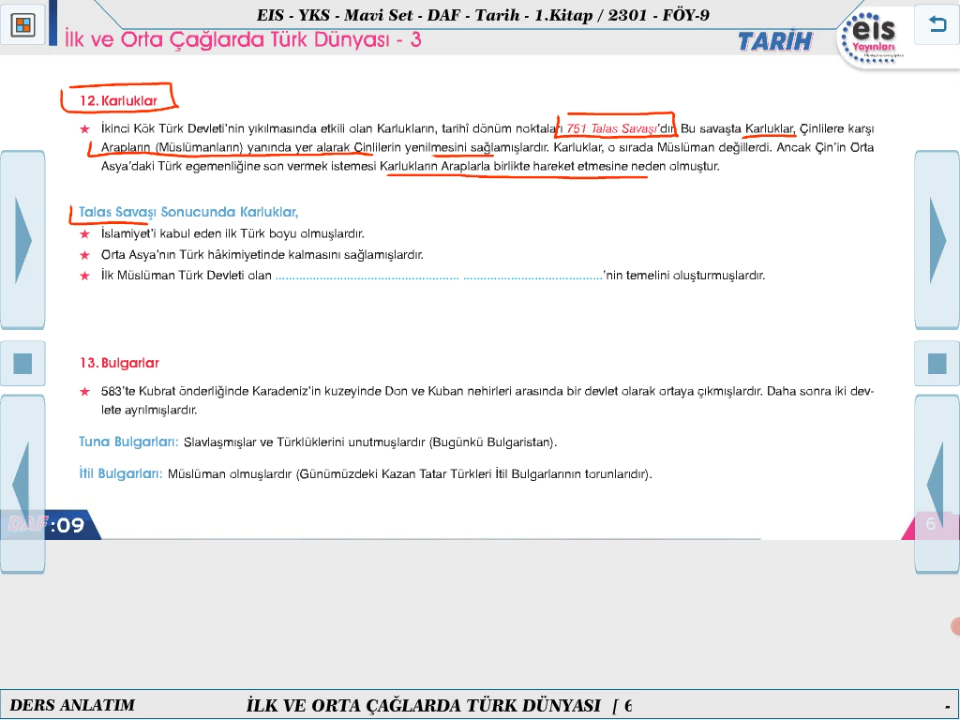 EIS - YKS - Mavi Set - DAF - Tarih - 1.Kitap / 2301 - FÖY-9
İlk ve Orta Çağlarda Türk Dünyası - 3
TARİH
eis
Yayınları
12. Karluklar
★ İkinci Kök Türk Devleti'nin yıkılmasında etkili olan Karlukların, tarihî dönüm noktaları 751 Talas Savaşı'dır. Bu savaşta Karluklar, Çinlilere karşı
Arapların (Müslümanların) yanında yer alarak Çinlilerin yenilmesini sağlamışlardır. Karluklar, o sırada Müslüman değillerdi. Ancak Çin'in Orta
Asya'daki Türk egemenliğine son vermek istemesi Karlukların Araplarla birlikte hareket etmesine neden olmuştur.
Talas Savaşı Sonucunda Karluklar,
★ İslamiyet'i kabul eden ilk Türk boyu olmuşlardır.
★ Orta Asya'nın Türk hâkimiyetinde kalmasını sağlamışlardır.
★ İlk Müslüman Türk Devleti olan ...................................................... .........................................'nin temelini oluşturmuşlardır.
13. Bulgarlar
★ 583'te Kubrat önderliğinde Karadeniz'in kuzeyinde Don ve Kuban nehirleri arasında bir devlet olarak ortaya çıkmışlardır. Daha sonra iki dev-
lete ayrılmışlardır.
Tuna Bulgarları: Slavlaşmışlar ve Türklüklerini unutmuşlardır (Bugünkü Bulgaristan).
İtil Bulgarları: Müslüman olmuşlardır (Günümüzdeki Kazan Tatar Türkleri İtil Bulgarlarının torunlarıdır).
DAF:09
6
DERS ANLATIM
İLK VE ORTA ÇAĞLARDA TÜRK DÜNYASI [ 6
-